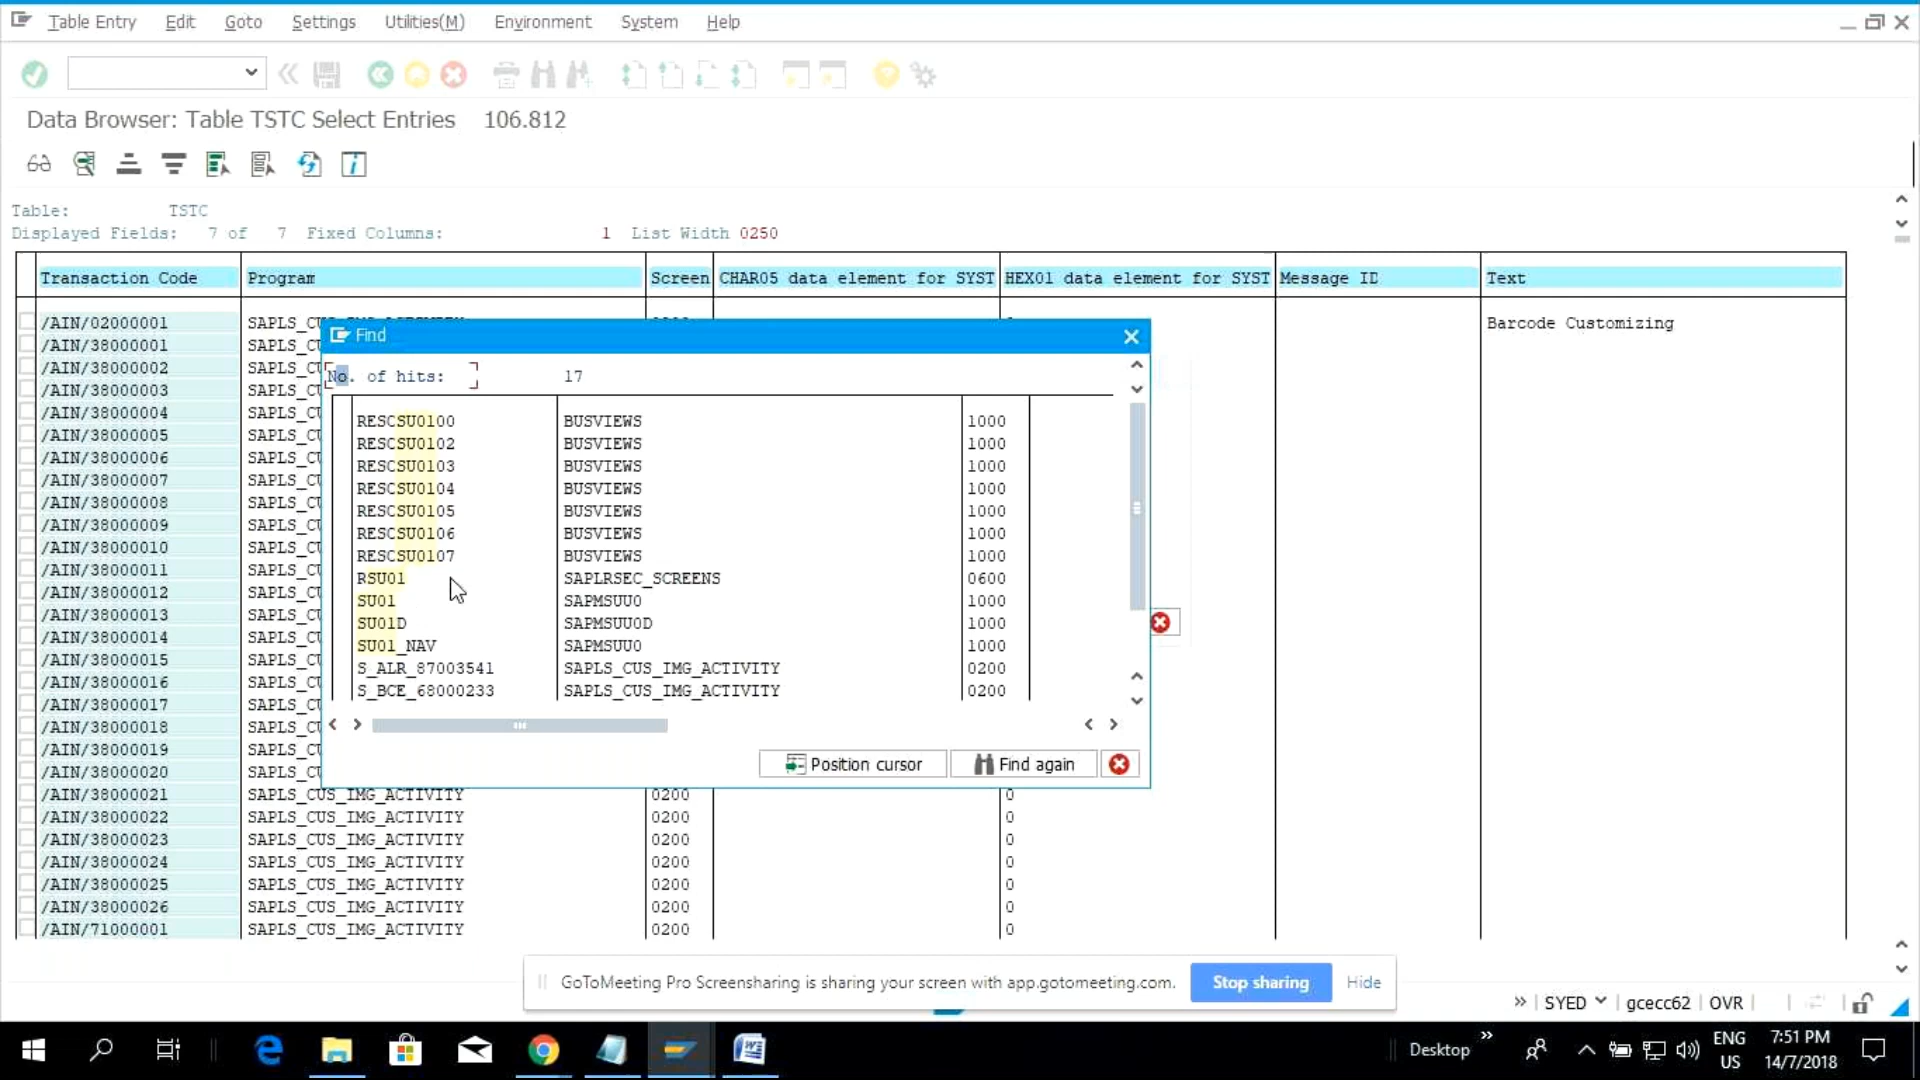 Table Entry Edit Goto Settings Utilities(M) Environment System Help
Data Browser: Table TSTC Select Entries 106.812
Table: TSTC
Displayed Fields: 7 of 7 Fixed Columns: 1 List Width 0250
Transaction Code Program Screen CHAR05 data element for SYST HEX01 data element for SYST Message ID Text
/AIN/02000001 Barcode Customizing
/AIN/38000001
/AIN/38000002
/AIN/38000003
/AIN/38000004
/AIN/38000005
/AIN/38000006
/AIN/38000007
/AIN/38000008
/AIN/38000009
/AIN/38000010
/AIN/38000011
/AIN/38000012
/AIN/38000013
/AIN/38000014
/AIN/38000015
/AIN/38000016
/AIN/38000017
/AIN/38000018
/AIN/38000019
/AIN/38000020
/AIN/38000021 SAPLS_CUS_IMG_ACTIVITY 0200 0
/AIN/38000022 SAPLS_CUS_IMG_ACTIVITY 0200 0
/AIN/38000023 SAPLS_CUS_IMG_ACTIVITY 0200 0
/AIN/38000024 SAPLS_CUS_IMG_ACTIVITY 0200 0
/AIN/38000025 SAPLS_CUS_IMG_ACTIVITY 0200 0
/AIN/38000026 SAPLS_CUS_IMG_ACTIVITY 0200 0
/AIN/71000001 SAPLS_CUS_IMG_ACTIVITY 0200 0
Find
No. of hits: 17
RESCSU0100 BUSVIEWS 1000
RESCSU0102 BUSVIEWS 1000
RESCSU0103 BUSVIEWS 1000
RESCSU0104 BUSVIEWS 1000
RESCSU0105 BUSVIEWS 1000
RESCSU0106 BUSVIEWS 1000
RESCSU0107 BUSVIEWS 1000
RSU01 SAPLRSEC_SCREENS 0600
SU01 SAPMSUU0 1000
SU01D SAPMSUU0D 1000
SU01_NAV SAPMSUU0 1000
S_ALR_87003541 SAPLS_CUS_IMG_ACTIVITY 0200
S_BCE_68000233 SAPLS_CUS_IMG_ACTIVITY 0200
Position cursor Find again
GoToMeeting Pro Screensharing is sharing your screen with app.gotomeeting.com. Stop sharing Hide
SYED gcecc62 OVR
Desktop ENG US 7:51 PM 14/7/2018